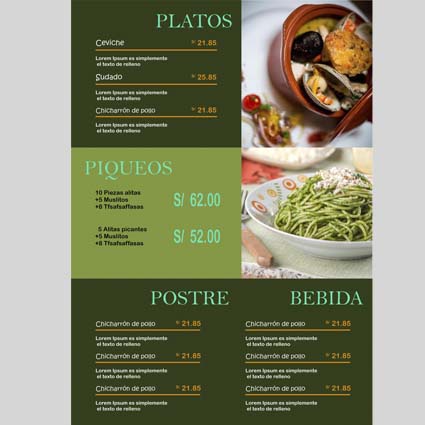 PLATOS
Ceviche S/ 21.85
Lorem Ipsum es simplemente
el texto de relleno
Sudado S/ 25.85
Lorem Ipsum es simplemente
el texto de relleno
Chicharrón de pollo S/ 21.85
Lorem Ipsum es simplemente
el texto de relleno
PIQUEOS
10 Piezas alitas
+5 Muslitos
+6 Tfsafsaffasas
S/ 62.00
5 Alitas picantes
+5 Muslitos
+8 Tfsafsaffasas
S/ 52.00
POSTRE
Chicharrón de pollo S/ 21.85
Lorem Ipsum es simplemente
el texto de relleno
Chicharrón de pollo S/ 21.85
Lorem Ipsum es simplemente
el texto de relleno
Chicharrón de pollo S/ 21.85
Lorem Ipsum es simplemente
el texto de relleno
BEBIDA
Chicharrón de pollo S/ 21.85
Lorem Ipsum es simplemente
el texto de relleno
Chicharrón de pollo S/ 21.85
Lorem Ipsum es simplemente
el texto de relleno
Chicharrón de pollo S/ 21.85
Lorem Ipsum es simplemente
el texto de relleno